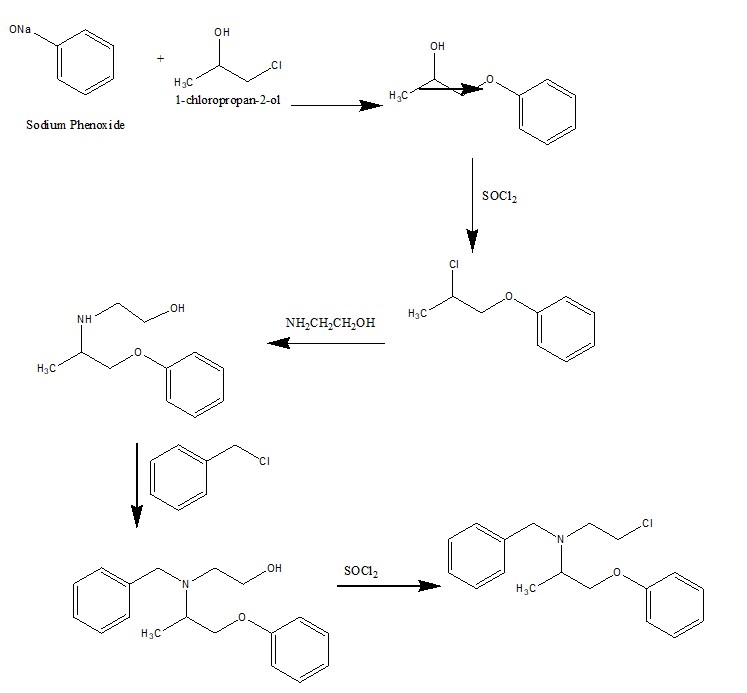 ONa
+
OH
H₃C
Cl
1-chloropropan-2-ol
Sodium Phenoxide
OH
H₃C
O
SOCl₂
Cl
H₃C
O
NH₂CH₂CH₂OH
NH
OH
H₃C
O
Cl
N
OH
H₃C
O
SOCl₂
N
Cl
H₃C
O